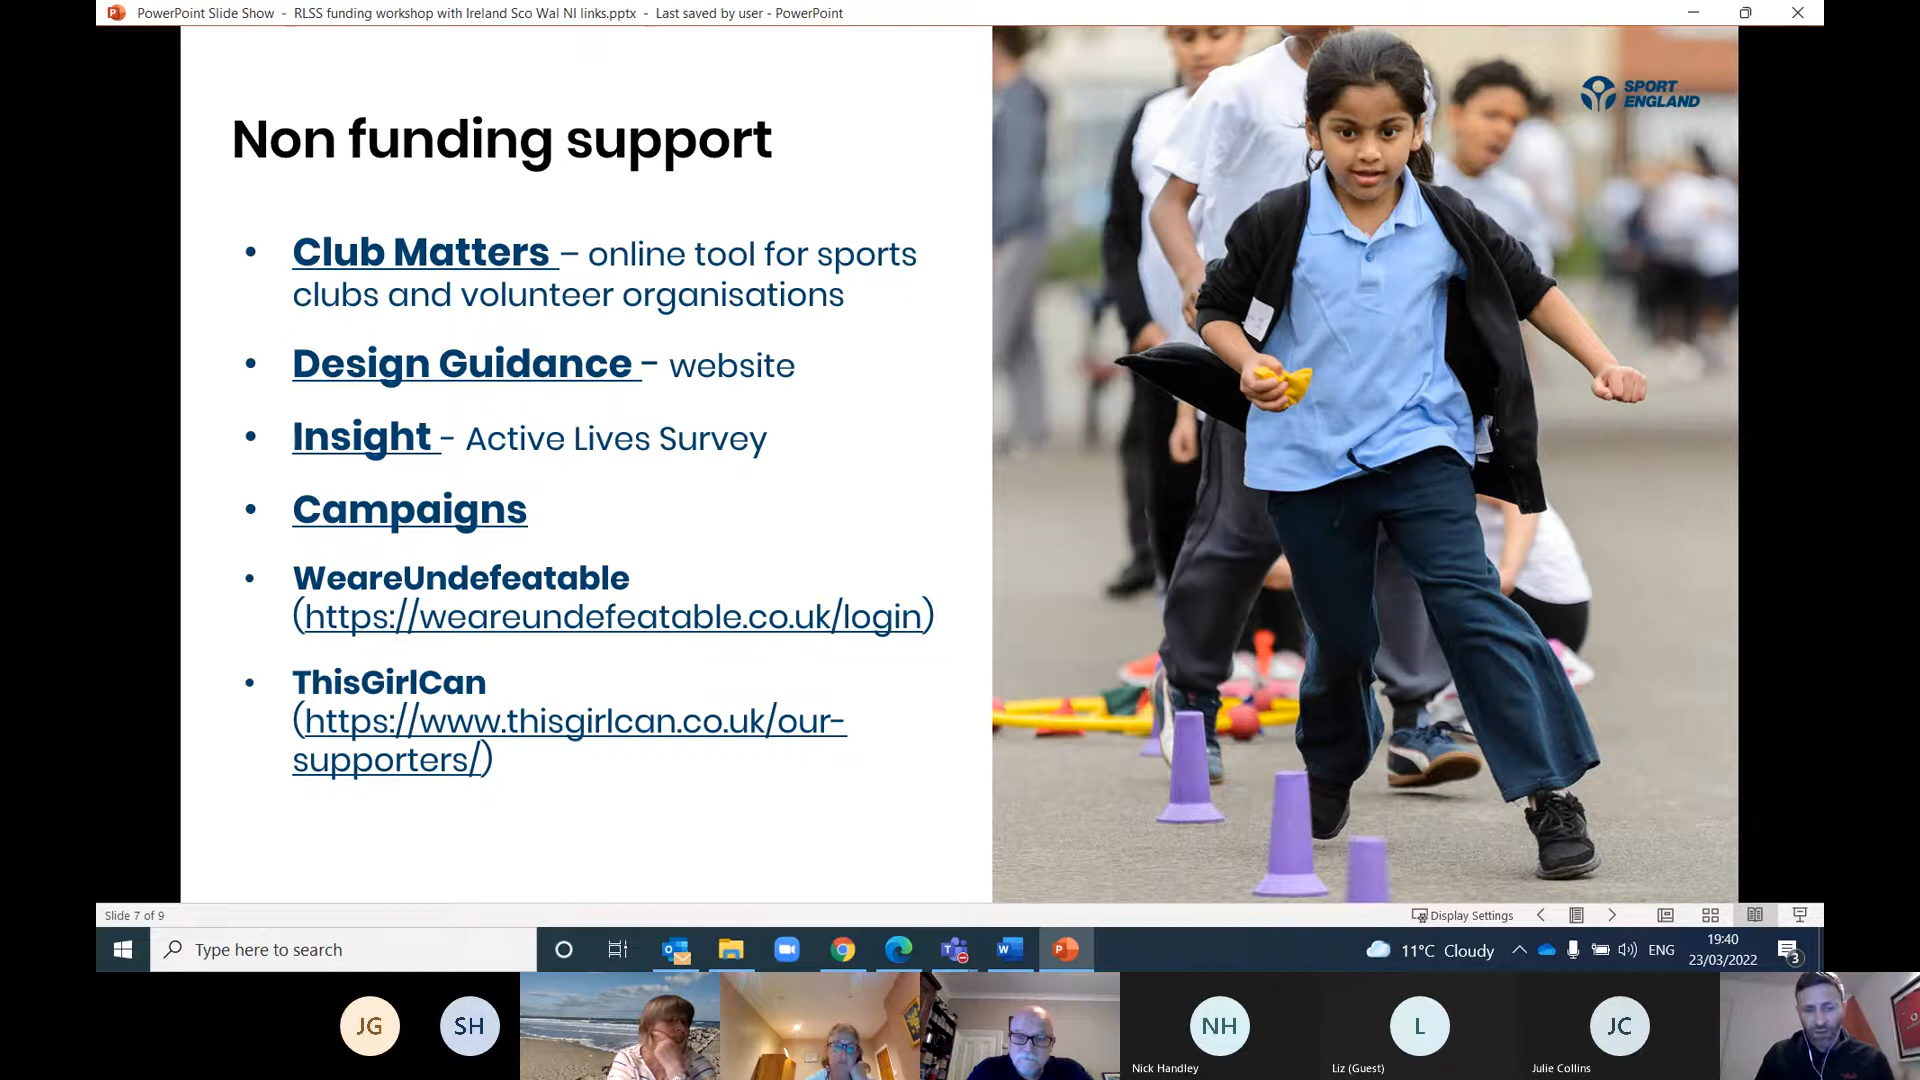 PowerPoint Slide Show - RLSS funding workshop with Ireland Sco Wal NI links.pptx - Last saved by user - PowerPoint
SPORT
ENGLAND
Non funding support
• Club Matters – online tool for sports
clubs and volunteer organisations
• Design Guidance - website
• Insight - Active Lives Survey
• Campaigns
• WeareUndefeatable
(https://weareundefeatable.co.uk/login)
• ThisGirlCan
(https://www.thisgirlcan.co.uk/our-
supporters/)
Slide 7 of 9
Display Settings
Type here to search
11°C Cloudy
ENG
19:40
23/03/2022
3
JG
SH
NH
L
JC
Nick Handley
Liz (Guest)
Julie Collins